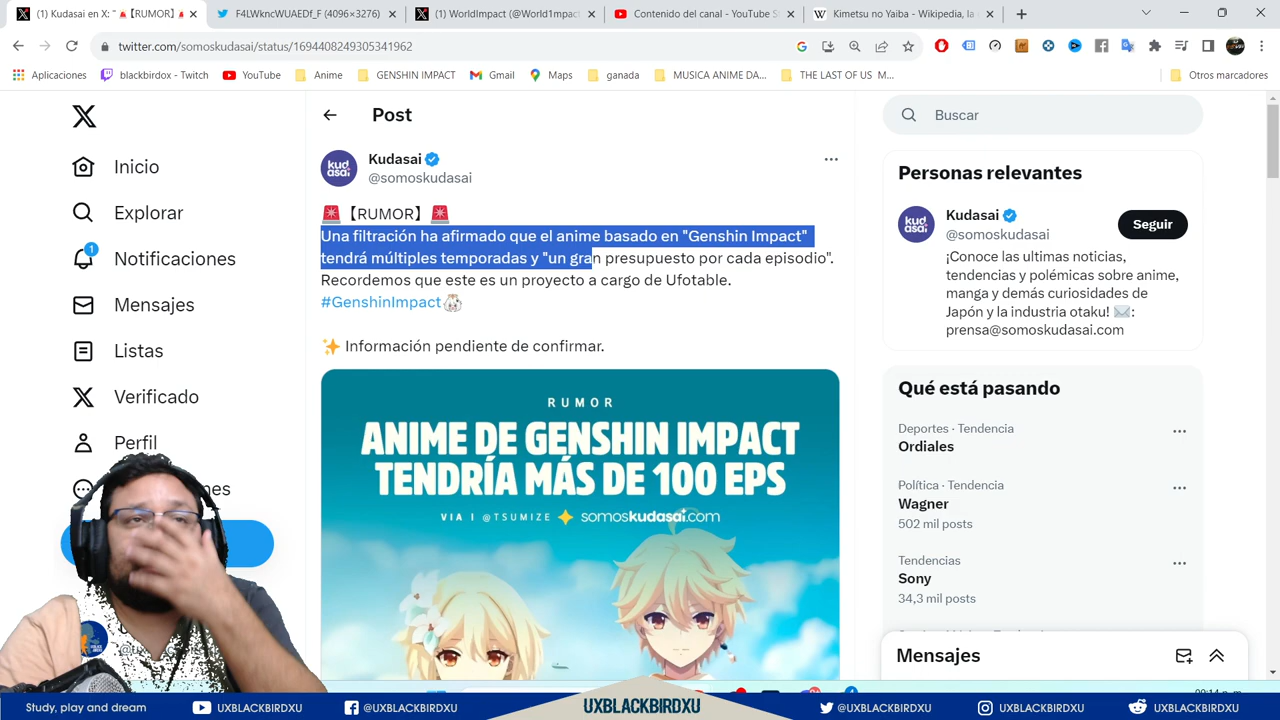 (1) Kudasai en X: "🚨【RUMOR】🚨
F4LWkncWUAEDf_F (4096×3276)
(1) WorldImpact (@World1mpact
Contenido del canal - YouTube S
Kimetsu no Yaiba - Wikipedia, la
twitter.com/somoskudasai/status/1694408249305341962
Aplicaciones
blackbirdox - Twitch
YouTube
Anime
GENSHIN IMPACT
Gmail
Maps
ganada
MUSICA ANIME DA...
THE LAST OF US M...
Otros marcadores
Inicio
Explorar
1
Notificaciones
Mensajes
Listas
Verificado
Perfil
ones
Post
Kudasai
@somoskudasai
🚨【RUMOR】🚨
Una filtración ha afirmado que el anime basado en "Genshin Impact"
tendrá múltiples temporadas y "un gran presupuesto por cada episodio".
Recordemos que este es un proyecto a cargo de Ufotable.
#GenshinImpact
✨ Información pendiente de confirmar.
RUMOR
ANIME DE GENSHIN IMPACT
TENDRÍA MÁS DE 100 EPS
VIA | @TSUMIZE ✦ somoskudasai.com
Buscar
Personas relevantes
Kudasai
@somoskudasai
Seguir
¡Conoce las ultimas noticias,
tendencias y polémicas sobre anime,
manga y demás curiosidades de
Japón y la industria otaku! ✉️:
prensa@somoskudasai.com
Qué está pasando
Deportes · Tendencia
Ordiales
Política · Tendencia
Wagner
502 mil posts
Tendencias
Sony
34,3 mil posts
Mensajes
Study, play and dream
UXBLACKBIRDXU
@UXBLACKBIRDXU
UXBLACKBIRDXU
@UXBLACKBIRDXU
@UXBLACKBIRDXU
@UXBLACKBIRDXU